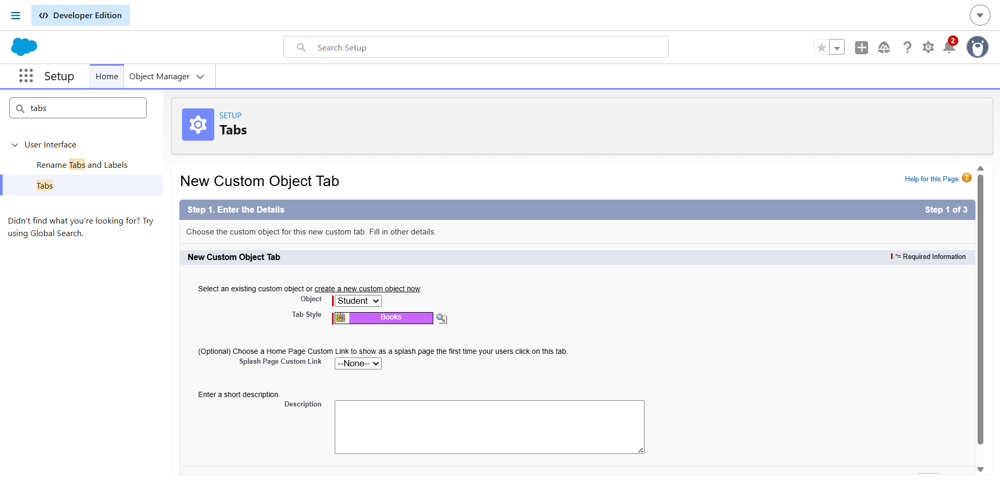 Developer Edition
Search Setup
2
Setup
Home
Object Manager
tabs
User Interface
Rename Tabs and Labels
Tabs
Didn't find what you're looking for? Try
using Global Search.
SETUP
Tabs
New Custom Object Tab
Help for this Page
Step 1. Enter the Details
Step 1 of 3
Choose the custom object for this new custom tab. Fill in other details.
New Custom Object Tab
*= Required Information
Select an existing custom object or create a new custom object now.
Object
Student
Tab Style
Books
(Optional) Choose a Home Page Custom Link to show as a splash page the first time your users click on this tab.
Splash Page Custom Link
--None--
Enter a short description.
Description